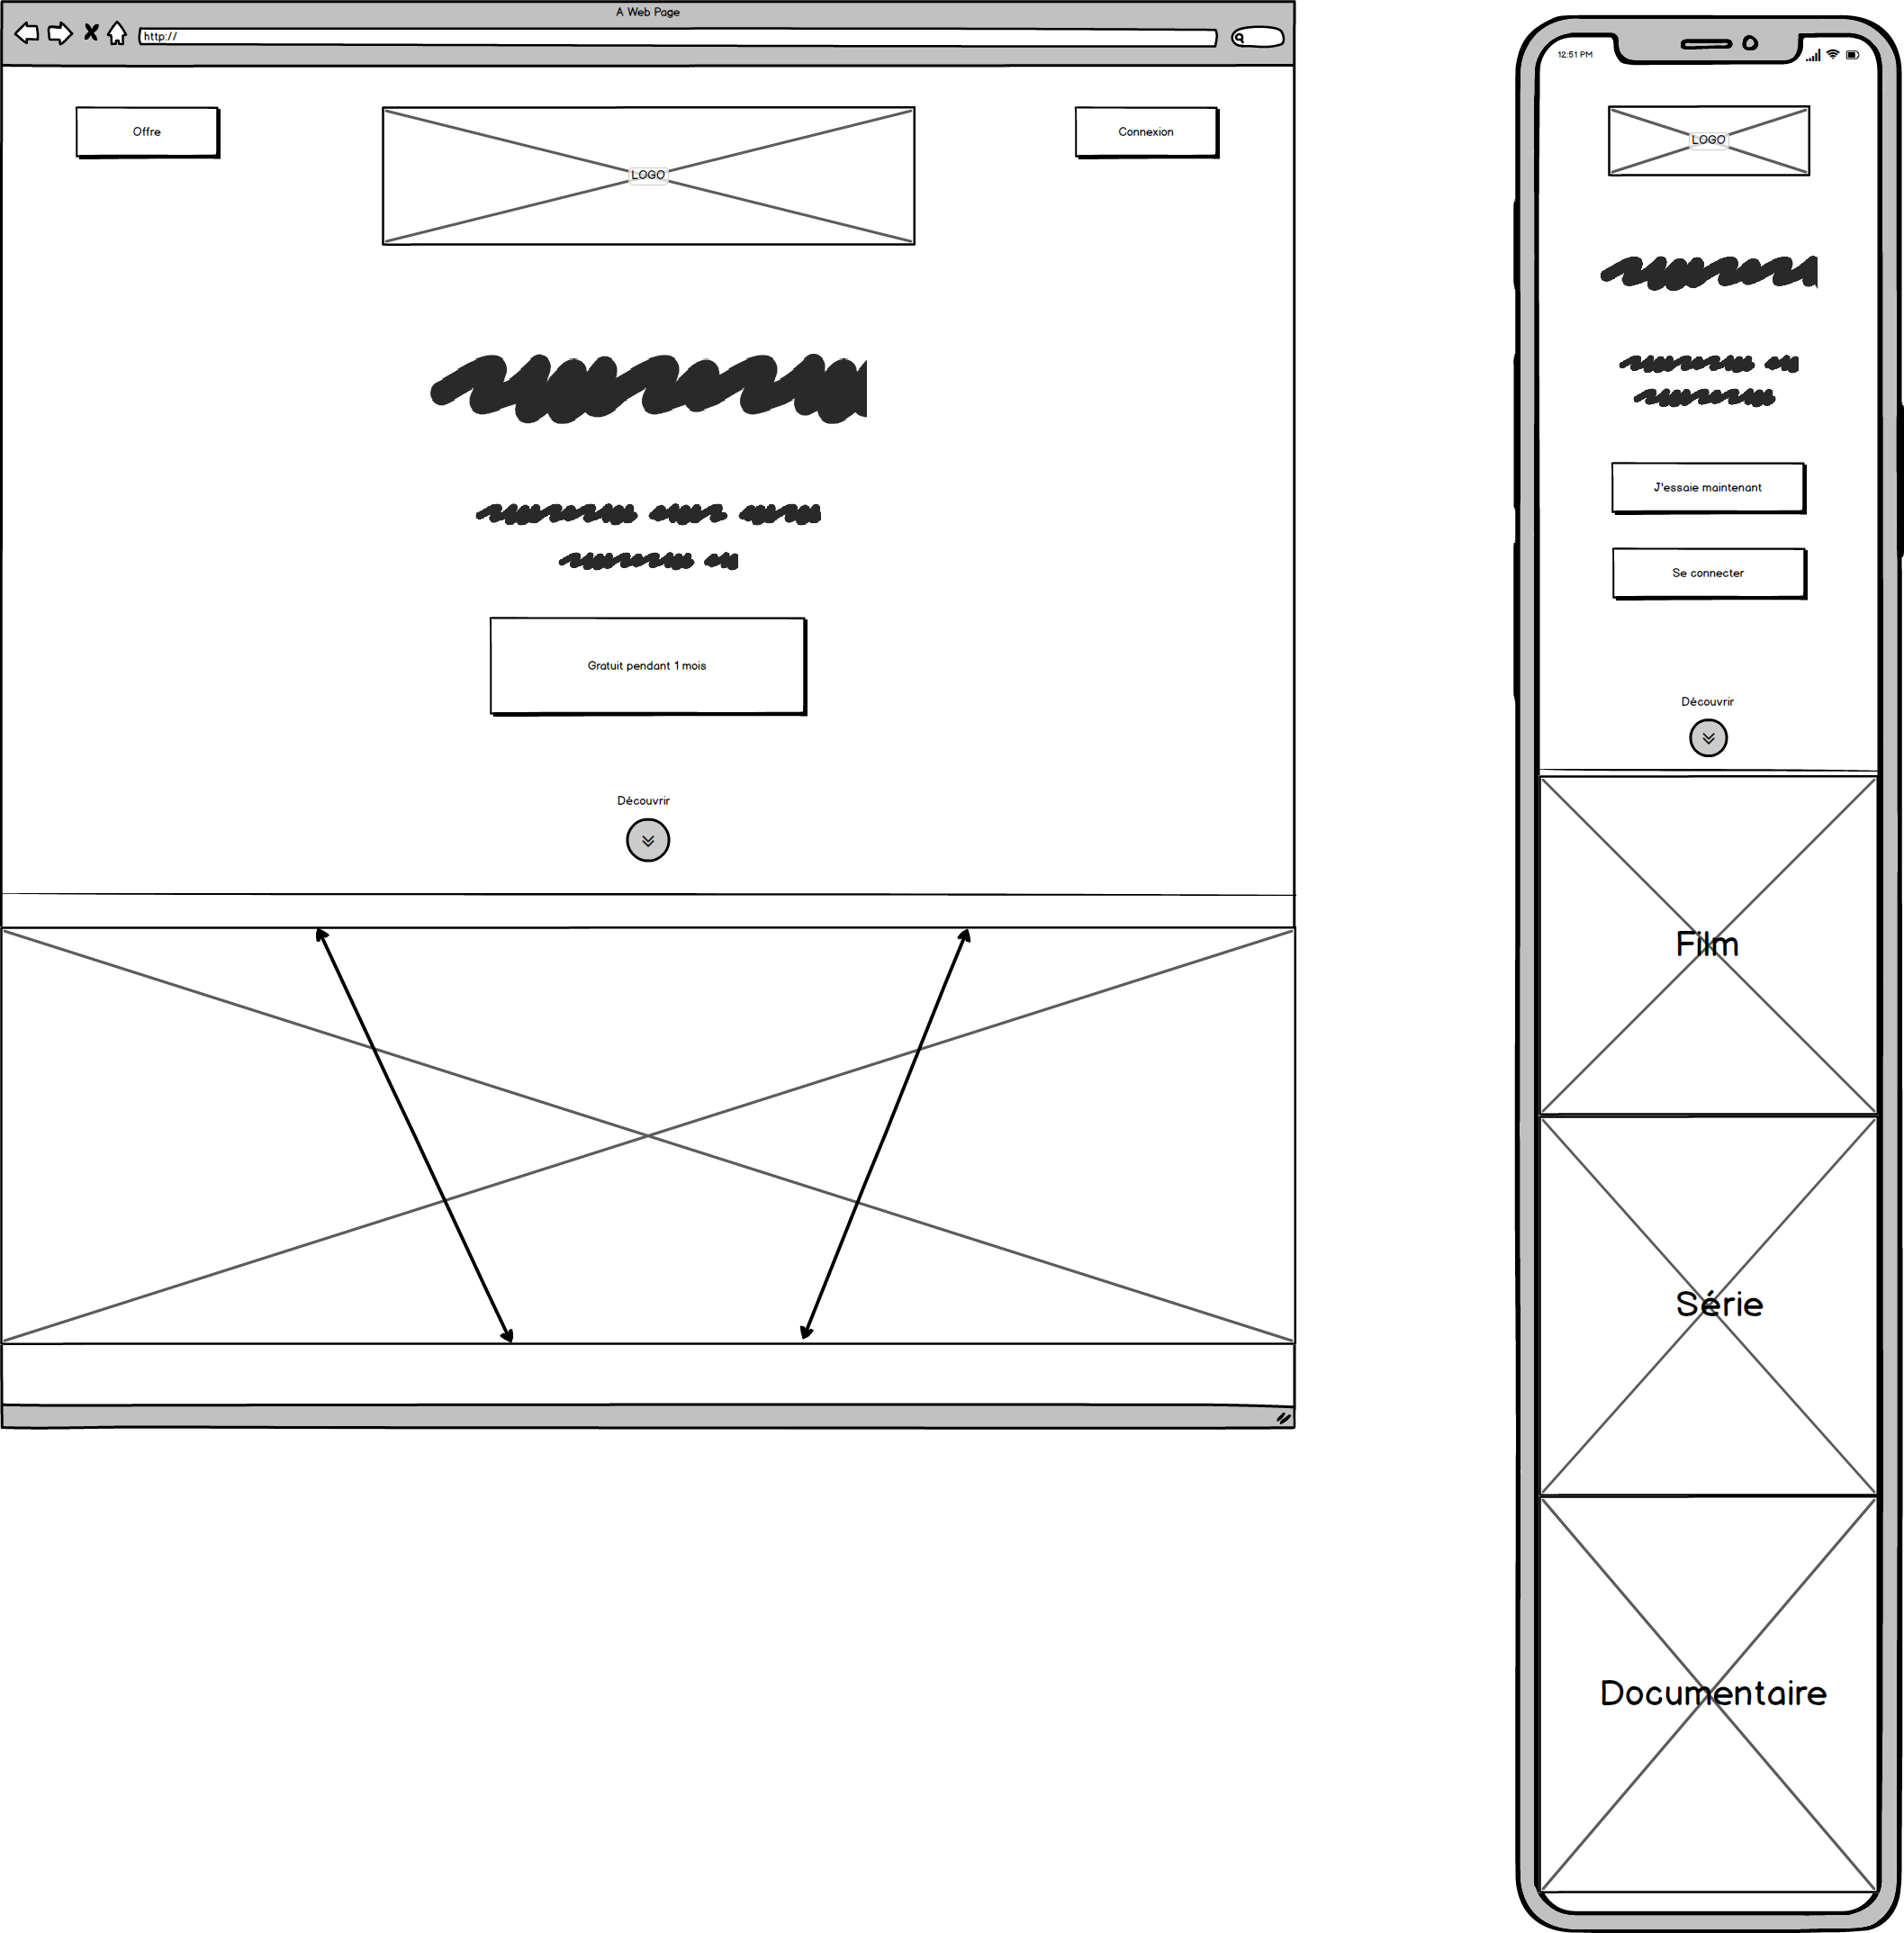 A Web Page
http://
Offre
LOGO
Connexion
Gratuit pendant 1 mois
Découvrir
12:51 PM
LOGO
J'essaie maintenant
Se connecter
Découvrir
Film
Série
Documentaire